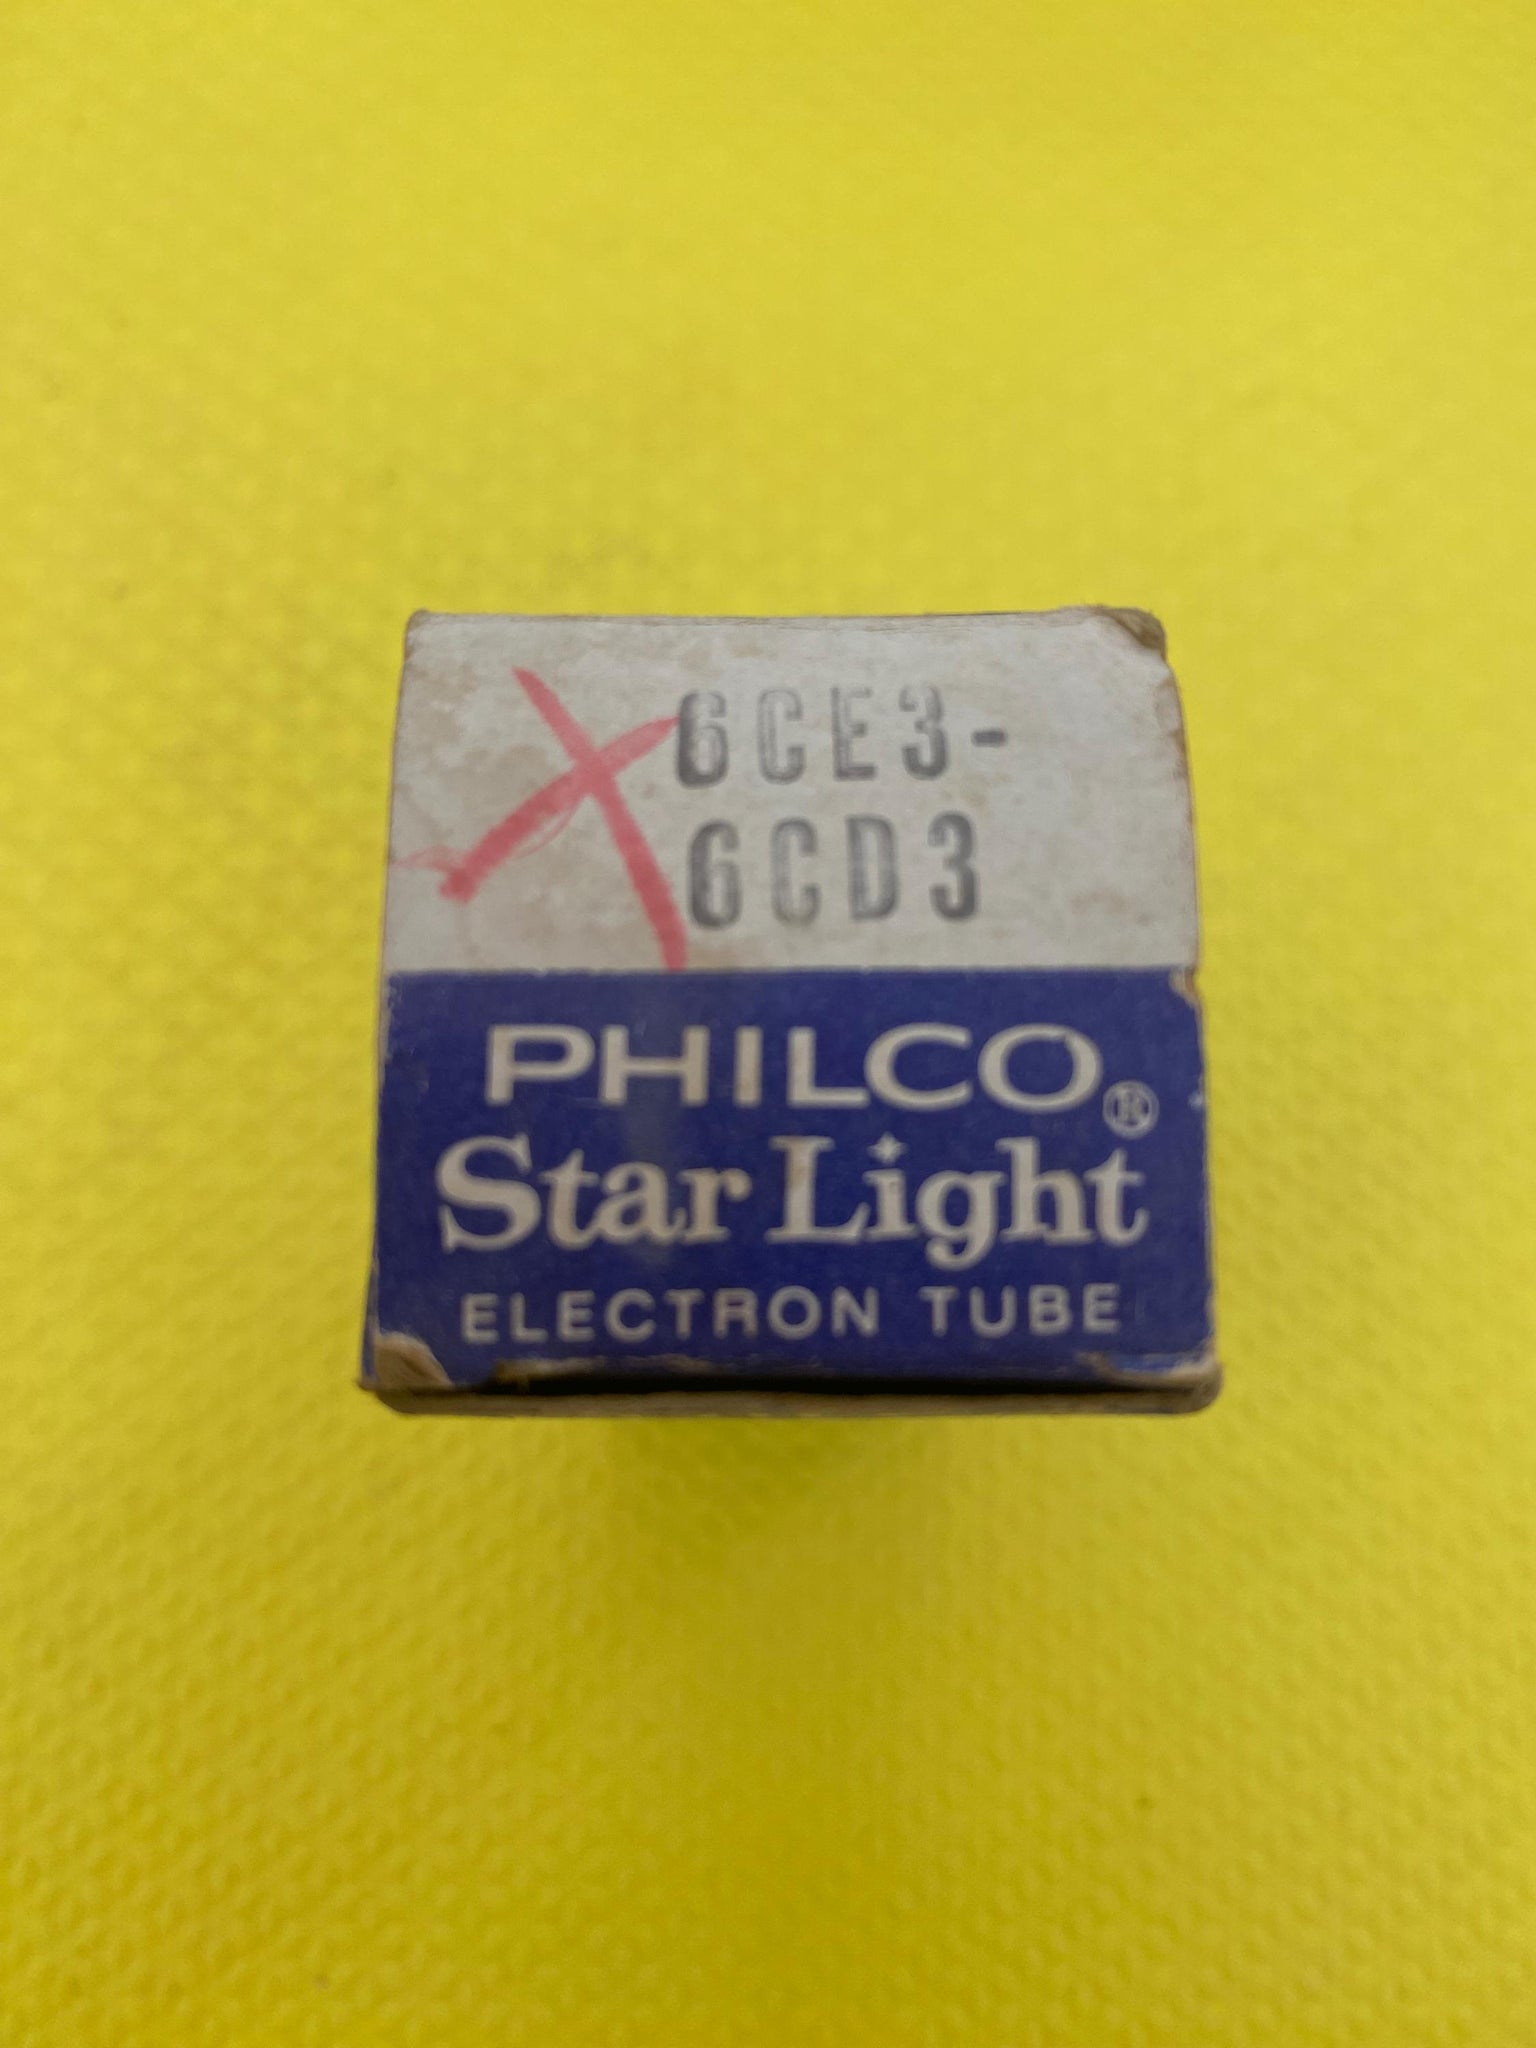 6CE3-
6CD3
PHILCO®
Star Light
ELECTRON TUBE